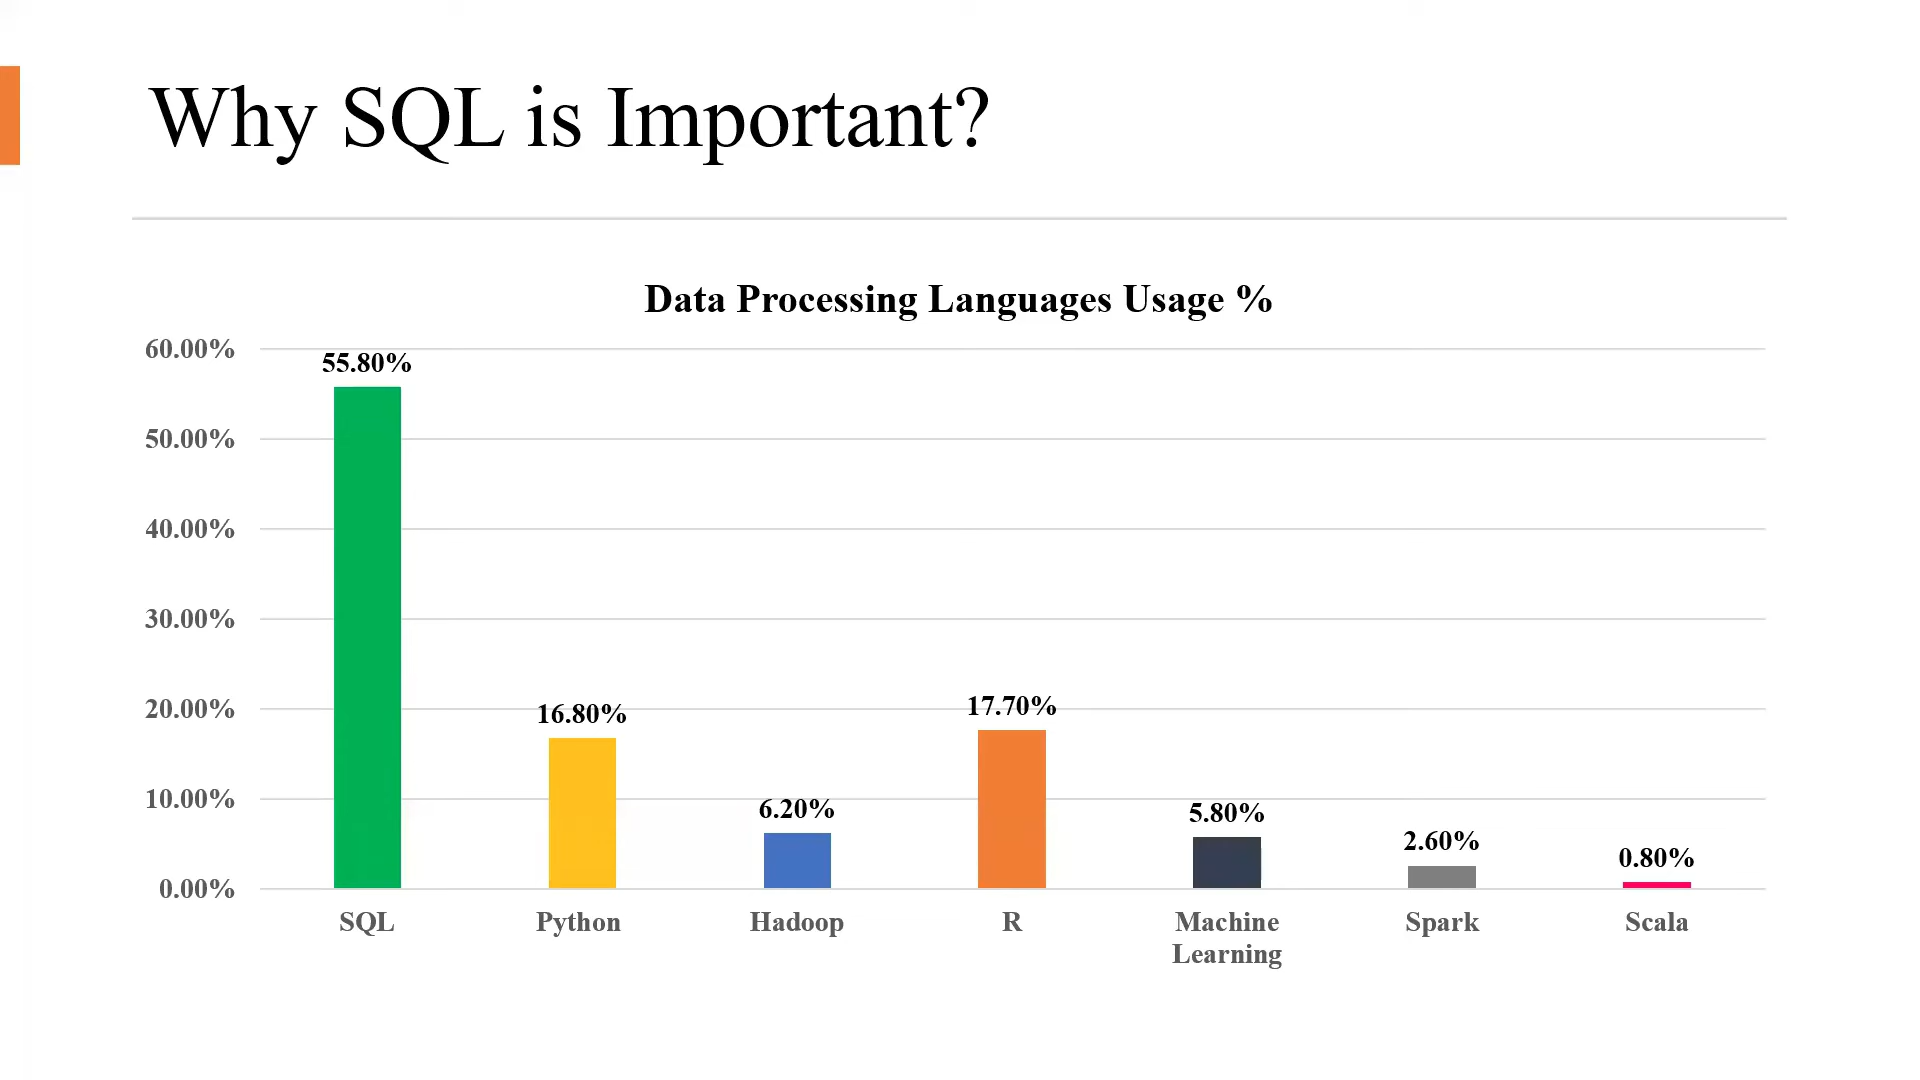 Why SQL is Important?
Data Processing Languages Usage %
60.00%
50.00%
40.00%
30.00%
20.00%
10.00%
0.00%
55.80%
16.80%
6.20%
17.70%
5.80%
2.60%
0.80%
SQL
Python
Hadoop
R
Machine
Learning
Spark
Scala